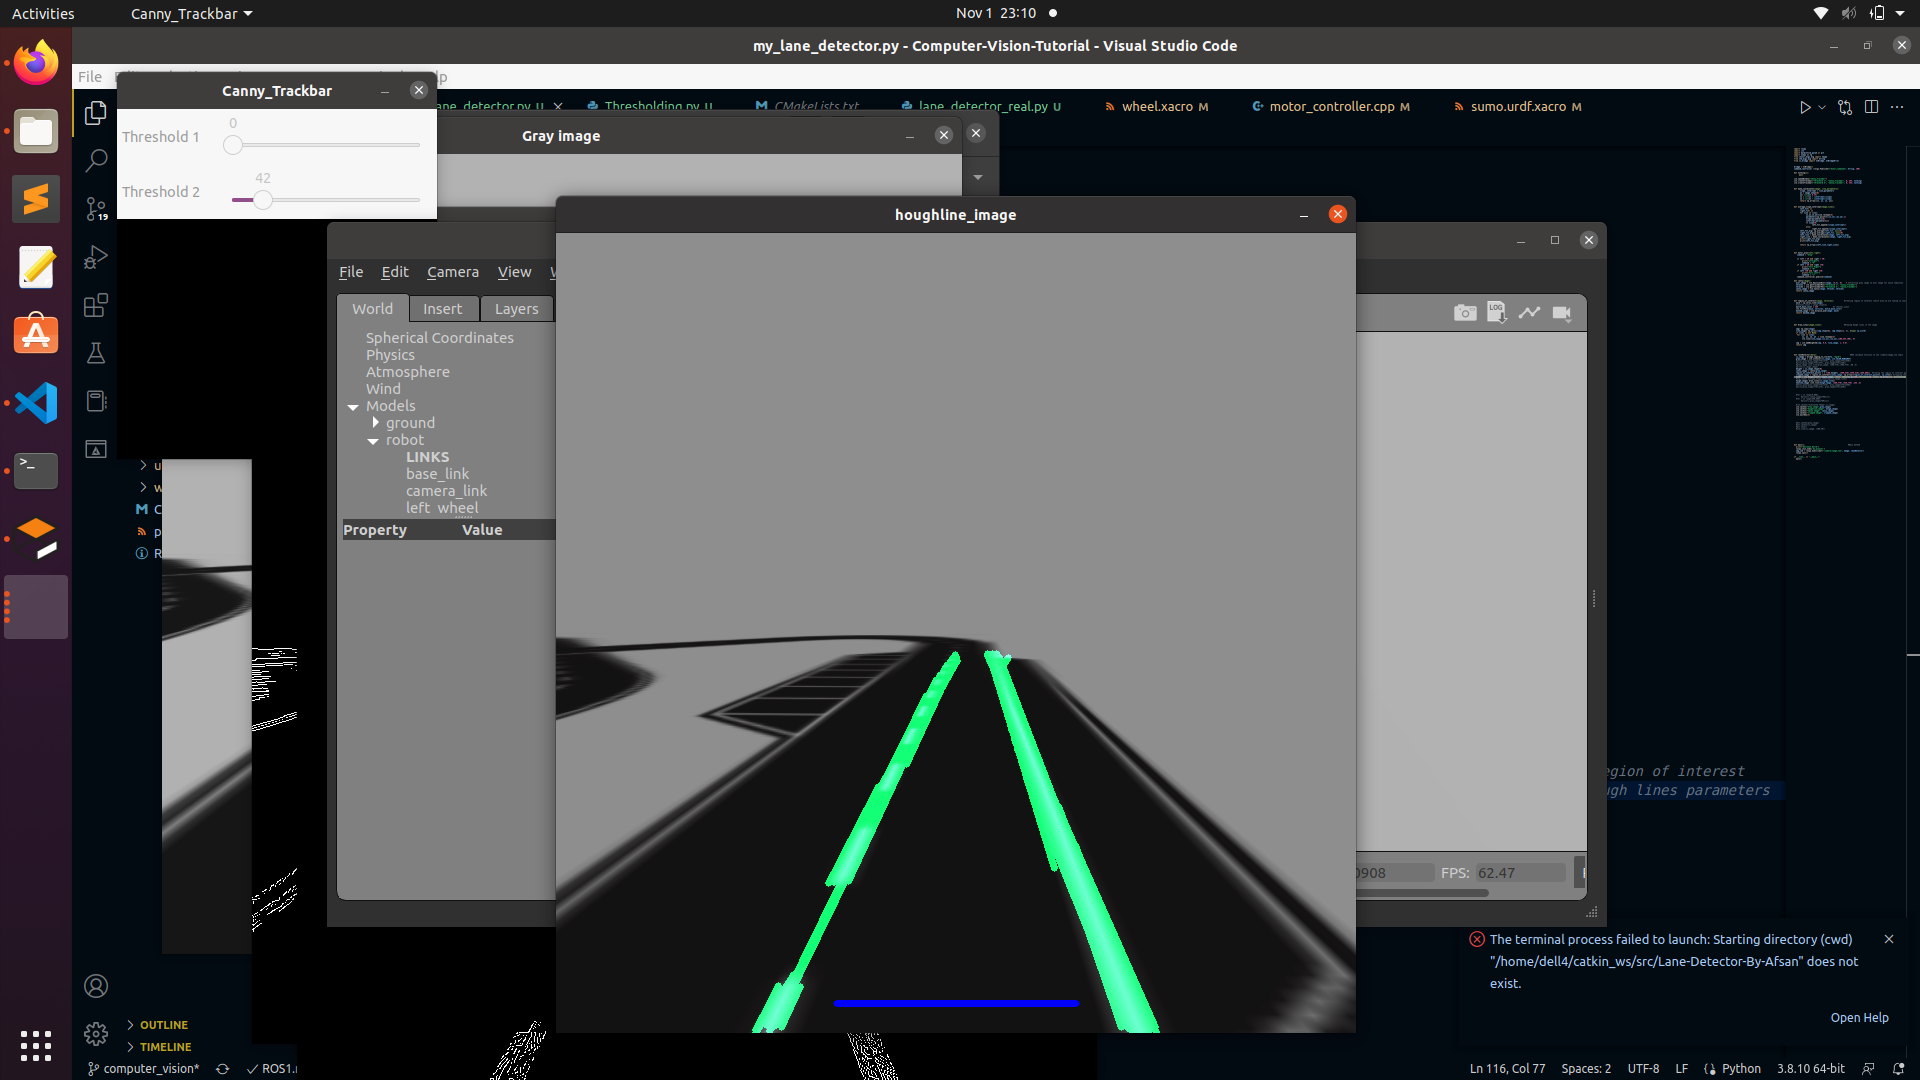 Activities
Canny_Trackbar
Nov 1 23:10
my_lane_detector.py - Computer-Vision-Tutorial - Visual Studio Code
File
Canny_Trackbar
Threshold 1
0
Threshold 2
42
ane_detector.py U
Thresholding.py U
CMakeLists.txt
lane_detector_real.py U
wheel.xacro M
motor_controller.cpp M
sumo.urdf.xacro M
Gray image
houghline_image
File Edit Camera View
World Insert Layers
Spherical Coordinates
Physics
Atmosphere
Wind
Models
ground
robot
LINKS
base_link
camera_link
left_wheel
Property Value
LOG
19
u
w
C
p
R
0908 FPS: 62.47
egion of interest
ugh lines parameters
The terminal process failed to launch: Starting directory (cwd)
"/home/dell4/catkin_ws/src/Lane-Detector-By-Afsan" does not
exist.
Open Help
OUTLINE
TIMELINE
computer_vision*
ROS1.
Ln 116, Col 77 Spaces: 2 UTF-8 LF Python 3.8.10 64-bit